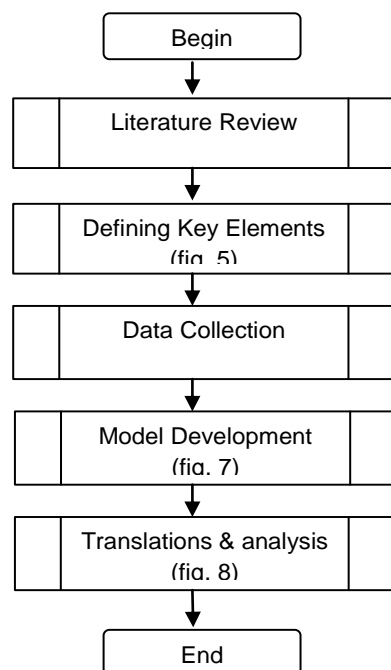 Begin
Literature Review
Defining Key Elements
(fig. 5)
Data Collection
Model Development
(fig. 7)
Translations & analysis
(fig. 8)
End